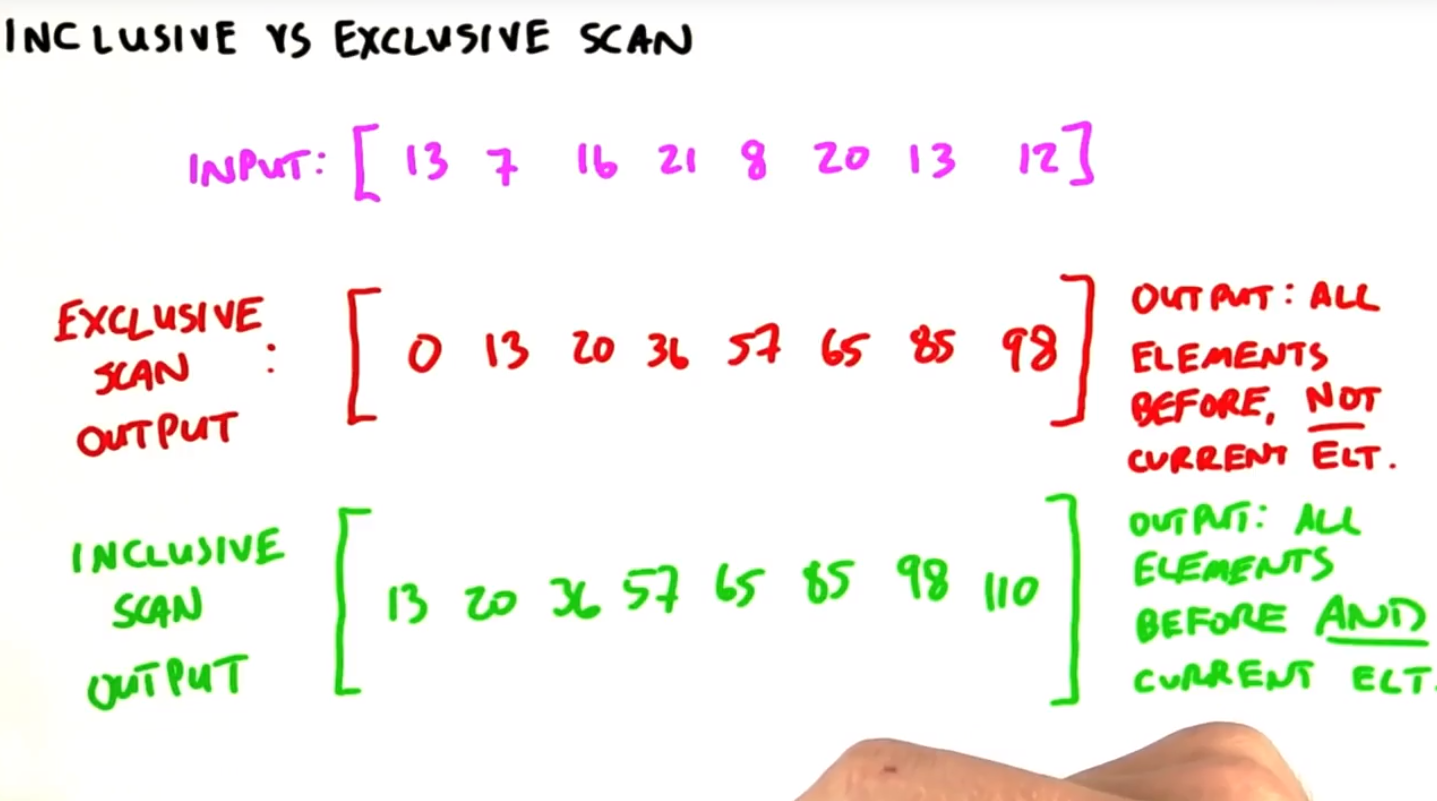 INCLUSIVE VS EXCLUSIVE SCAN
INPUT: [ 13 7 16 21 8 20 13 12 ]
EXCLUSIVE
SCAN :
OUTPUT
[ 0 13 20 36 57 65 85 98 ]
OUTPUT: ALL
ELEMENTS
BEFORE, NOT
CURRENT ELT.
INCLUSIVE
SCAN
OUTPUT
[ 13 20 36 57 65 85 98 110 ]
OUTPUT: ALL
ELEMENTS
BEFORE AND
CURRENT ELT.